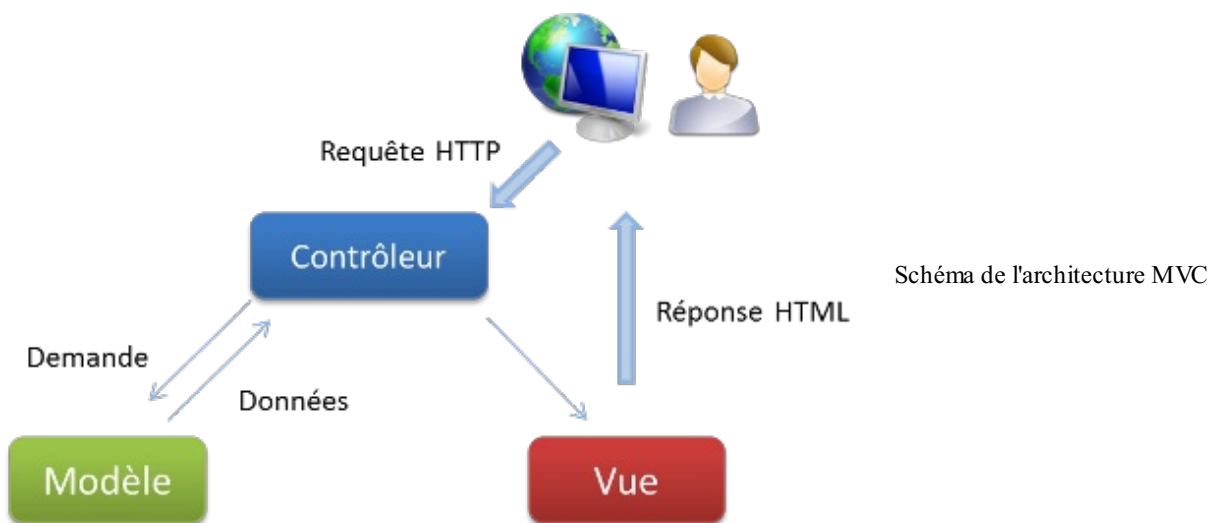 Requête HTTP
Contrôleur
Schéma de l'architecture MVC
Réponse HTML
Demande
Données
Modèle
Vue